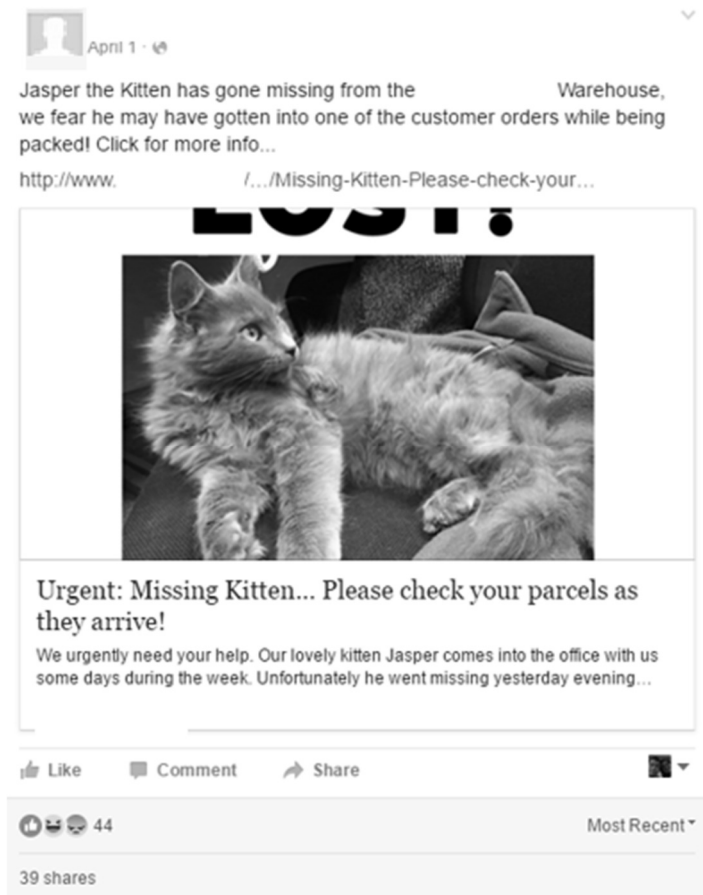 April 1 ·
Jasper the Kitten has gone missing from the Warehouse,
we fear he may have gotten into one of the customer orders while being
packed! Click for more info...
http://www. /.../Missing-Kitten-Please-check-your...
LOST!
Urgent: Missing Kitten... Please check your parcels as
they arrive!
We urgently need your help. Our lovely kitten Jasper comes into the office with us
some days during the week. Unfortunately he went missing yesterday evening...
Like Comment Share
44 Most Recent
39 shares